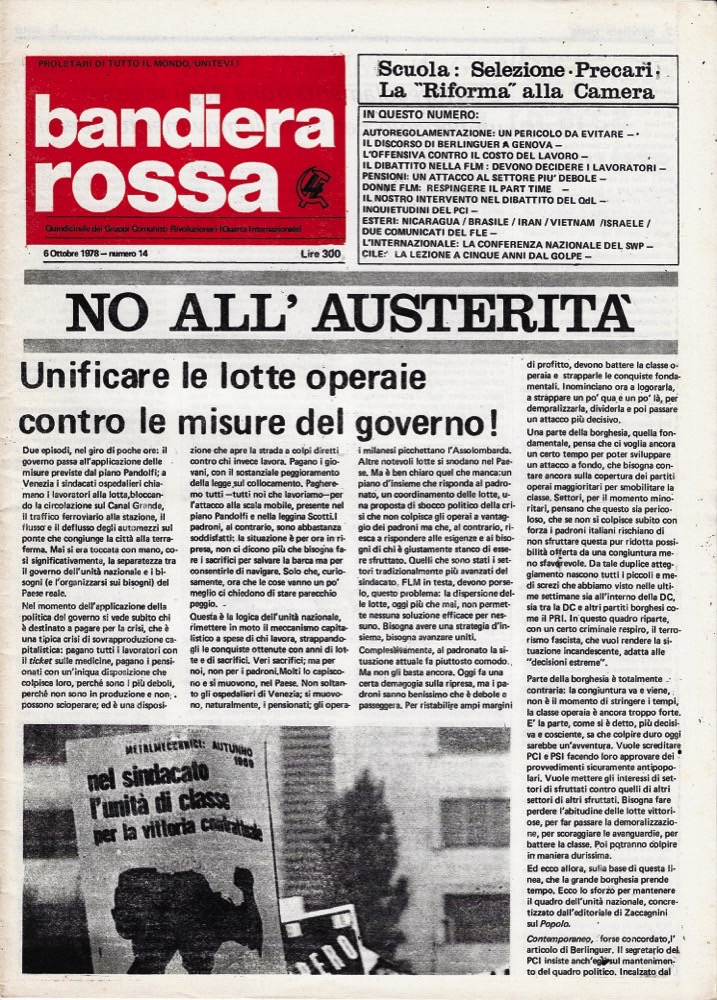 PROLETARI DI TUTTO IL MONDO, UNITEVI !
bandiera
rossa
Quindicinale dei Gruppi Comunisti Rivoluzionari (Quarta Internazionale)
6 Ottobre 1978 — numero 14
Lire 300
Scuola: Selezione·Precari.
La "Riforma" alla Camera
IN QUESTO NUMERO:
AUTOREGOLAMENTAZIONE: UN PERICOLO DA EVITARE —
IL DISCORSO DI BERLINGUER A GENOVA —
L'OFFENSIVA CONTRO IL COSTO DEL LAVORO —
IL DIBATTITO NELLA FLM : DEVONO DECIDERE I LAVORATORI —
PENSIONI: UN ATTACCO AL SETTORE PIU' DEBOLE —
DONNE FLM: RESPINGERE IL PART TIME —
IL NOSTRO INTERVENTO NEL DIBATTITO DEL QdL —
INQUIETUDINI DEL PCI —
ESTERI: NICARAGUA / BRASILE / IRAN / VIETNAM / ISRAELE /
DUE COMUNICATI DEL FLE —
L'INTERNAZIONALE: LA CONFERENZA NAZIONALE DEL SWP —
CILE: LA LEZIONE A CINQUE ANNI DAL GOLPE —
NO ALL' AUSTERITÀ
Unificare le lotte operaie
contro le misure del governo !
Due episodi, nel giro di poche ore: il
governo passa all'applicazione delle
misure previste dal piano Pandolfi; a
Venezia i sindacati ospedalieri chia-
mano i lavoratori alla lotta,bloccan-
do la circolazione sul Canal Grande,
il traffico ferroviario alla stazione, il
flusso e il deflusso degli automezzi sul
ponte che congiunge la città alla terra-
ferma. Mai si era toccata con mano, co-
sì significativamente, la separatezza tra
il governo dell'unità nazionale e i bi-
sogni (e l'organizzarsi sui bisogni) del
Paese reale.
Nel momento dell'applicazione della
politica del governo si vede subito chi
è destinato a pagare per la crisi, che è
una tipica crisi di sovrapproduzione ca-
pitalistica: pagano tutti i lavoratori con
il ticket sulle medicine, pagano i pensi-
onati con un'iniqua disposizione che
colpisce loro, perché sono i più deboli,
perché non sono in produzione e non
possono scioperare; ed è una disposi-
zione che apre la strada a colpi diretti
contro chi invece lavora. Pagano i gio-
vani, con il sostanziale peggioramento
della legge sul collocamento. Paghere-
mo tutti —tutti noi che lavoriamo— per
l'attacco alla scala mobile, presente nel
piano Pandolfi e nella leggina Scotti.I
padroni, al contrario, sono abbastanza
soddisfatti: la situazione è per ora in ri-
presa, non ci dicono più che bisogna fa-
re i sacrifici per salvare la barca ma per
consentirle di navigare. Solo che, curio-
samente, ora che le cose vanno un po'
meglio ci chiedono di stare parecchio
peggio.
Questa è la logica dell'unità nazionale,
rimettere in moto il meccanismo capita-
listico a spese di chi lavora, strappando-
gli le conquiste ottenute con anni di lot-
te e di sacrifici. Veri sacrifici; ma per
noi, non per i padroni.Molti lo capisco-
no e si muovono, nel Paese. Non soltan-
to gli ospedalieri di Venezia; si muovo-
no, naturalmente, i pensionati; gli opera-
i milanesi picchettano l'Assolombarda.
Altre notevoli lotte si snodano nel Pae-
se. Ma è ben chiaro quel che manca:un
piano d'insieme che risponda al padro-
nato, un coordinamento delle lotte, u-
na proposta di sbocco politico della cri-
si che non colpisca gli operai a vantag-
gio dei padroni ma che, al contrario, ri-
esca a rispondere alle esigenze e ai biso-
gni di chi è giustamente stanco di esse-
re sfruttato. Quelli che sono stati i set-
tori tradizionalmente più avanzati del
sindacato, FLM in testa, devono porse-
lo, questo problema: la dispersione del-
le lotte, oggi più che mai, non permet-
te nessuna soluzione efficace per nes-
suno. Bisogna avere una strategia d'in-
sieme, bisogna avanzare uniti.
Complessivamente, al padronato la si-
tuazione attuale fa piuttosto comodo.
Ma non gli basta ancora. Oggi fa una
certa demagogia sulla ripresa, ma i pa-
droni sanno benissimo che è debole e
passeggera. Per ristabilire ampi margini
di profitto, devono battere la classe o-
peraia e strapparle le conquiste fonda-
mentali. Inominciano ora a logorarla,
a strappare un po' qua e un po' là, per
demoralizzarla, dividerla e poi passare
un attacco più decisivo.
Una parte della borghesia, quella fon-
damentale, pensa che ci voglia ancora
un certo tempo per poter sviluppare
un attacco a fondo, che bisogna con-
tare ancora sulla copertura dei partiti
operai maggioritari per smobilitare la
classe. Settori, per il momento mino-
ritari, pensano che questo sia perico-
loso, che se non si colpisce subito con
forza i padroni italiani rischiano di
non sfruttare questa pur ridotta possi-
bilità offerta da una congiuntura me-
no sfavorevole. Da tale duplice atteg-
giamento nascono tutti i piccoli e me-
di screzi che abbiamo visto nelle ulti-
me settimane sia all'interno della DC,
sia tra la DC e altri partiti borghesi co-
me il PRI. In questo quadro riparte,
con un certo criminale respiro, il terro-
rismo fascista, che vuol rendere la si-
tuazione incandescente, adatta alle
"decisioni estreme".
Parte della borghesia è totalmente
contraria: la congiuntura va e viene,
non è il momento di stringere i tempi,
la classe operaia è ancora troppo forte.
E' la parte, come si è detto, più decisi-
va e cosciente, sa che colpire duro oggi
sarebbe un'avventura. Vuole screditare
PCI e PSI facendo loro approvare dei
provvedimenti sicuramente antipopo-
lari. Vuole mettere gli interessi di set-
tori di sfruttati contro quelli di altri
settori di altri sfruttati, Bisogna fare
perdere l'abitudine delle lotte vittori-
ose, per far passare la demoralizzazio-
ne, per scoraggiare le avanguardie, per
battere la classe. Poi potranno colpire
in maniera durissima.
Ed ecco allora, sulla base di questa li-
nea, che la grande borghesia prende
tempo. Ecco lo sforzo per mantenere
il quadro dell'unità nazionale, concre-
tizzato dall'editoriale di Zaccagnini
sul Popolo.
Contemporaneo, forse concordato,l'
articolo di Berlinguer. Il segretario del
PCI insiste anch'egli sul mantenimen-
to del quadro politico. Incalzato dal
METALMECCANICI: AUTUNNO
1969
nel sindacato
l'unità di classe
per la vittoria contrattuale